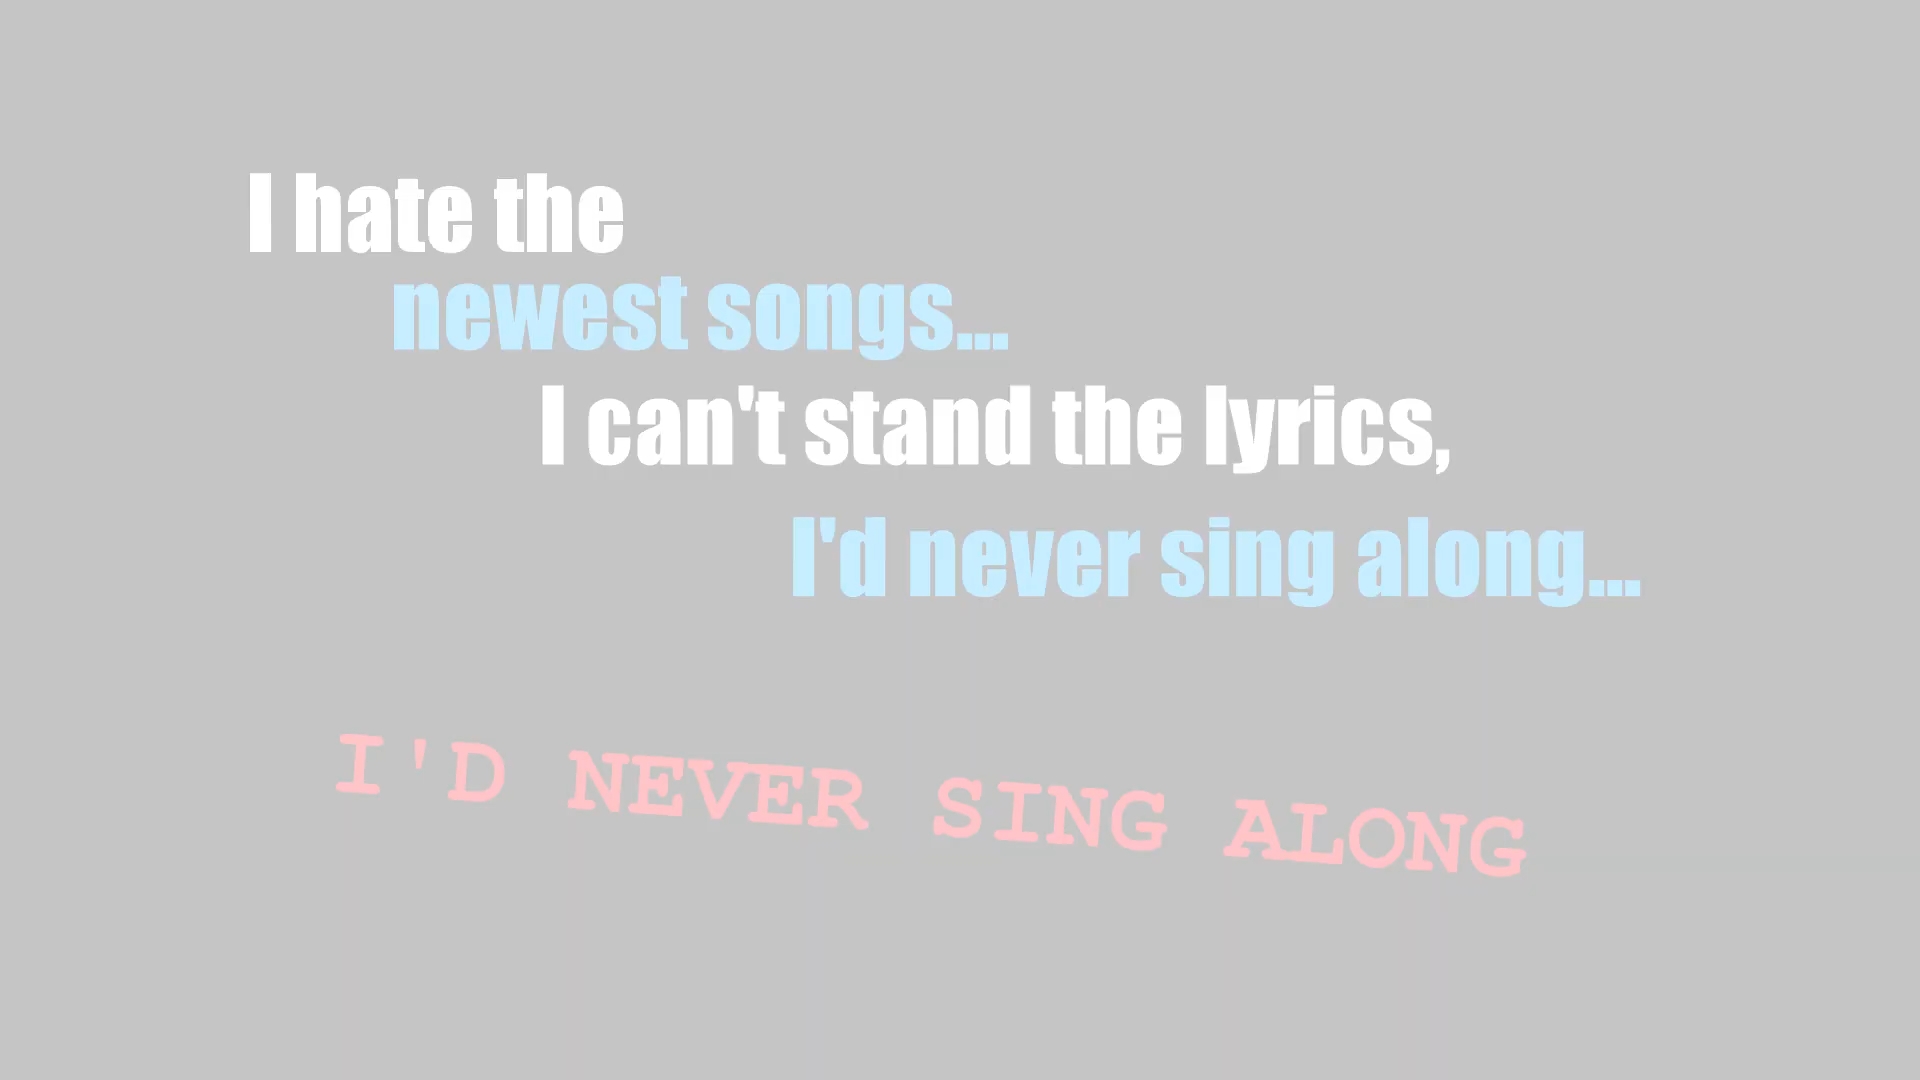 I hate the
newest songs...
I can't stand the lyrics,
I'd never sing along...
I'D NEVER SING ALONG